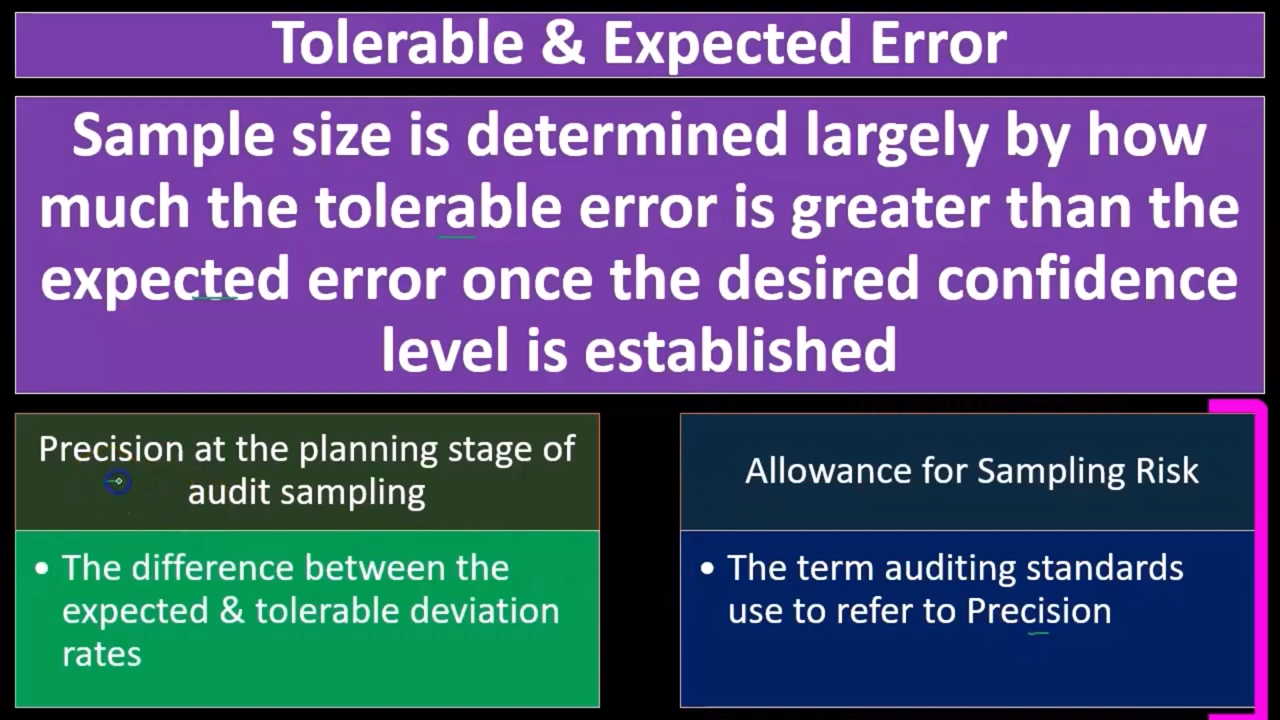 Tolerable & Expected Error
Sample size is determined largely by how
much the tolerable error is greater than the
expected error once the desired confidence
level is established
Precision at the planning stage of
audit sampling
• The difference between the
expected & tolerable deviation
rates
Allowance for Sampling Risk
• The term auditing standards
use to refer to Precision